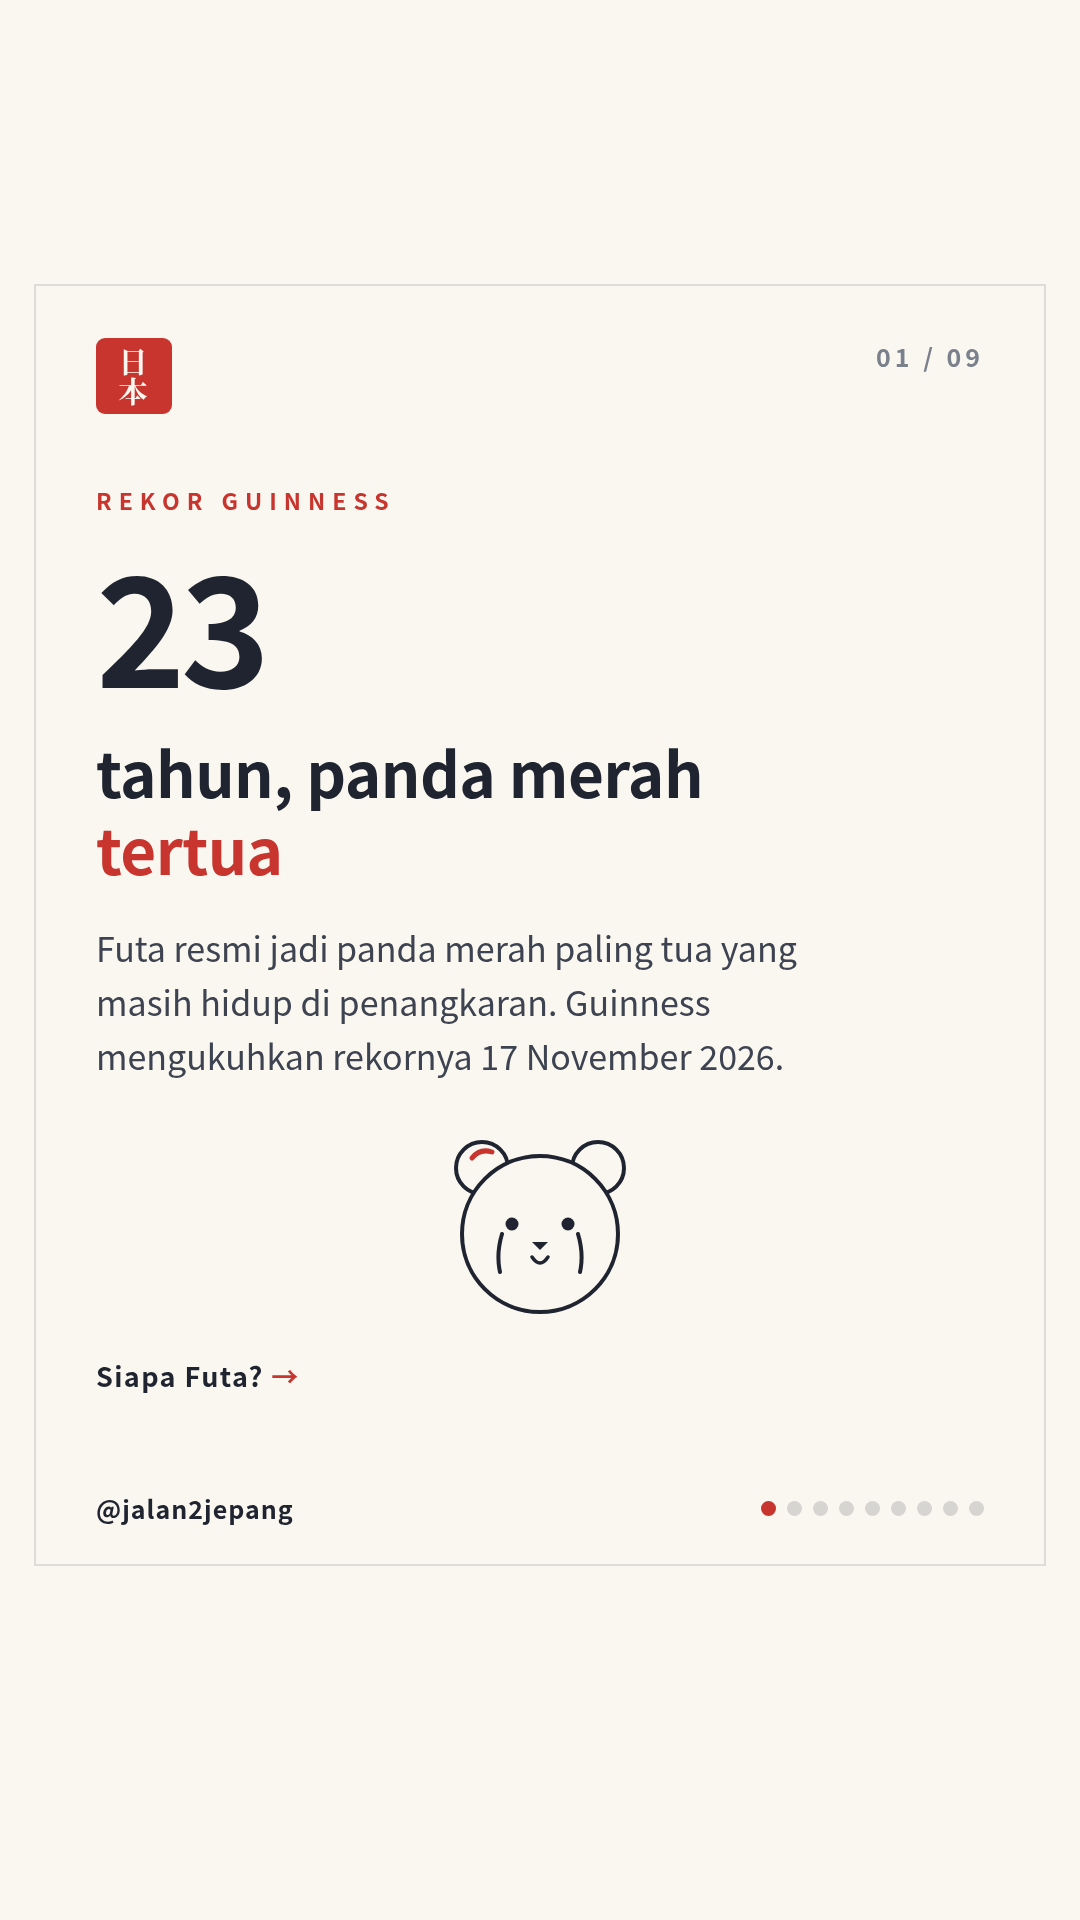 日
本
01 / 09
REKOR GUINNESS
23
tahun, panda merah
tertua
Futa resmi jadi panda merah paling tua yang
masih hidup di penangkaran. Guinness
mengukuhkan rekornya 17 November 2026.
Siapa Futa? →
@jalan2jepang